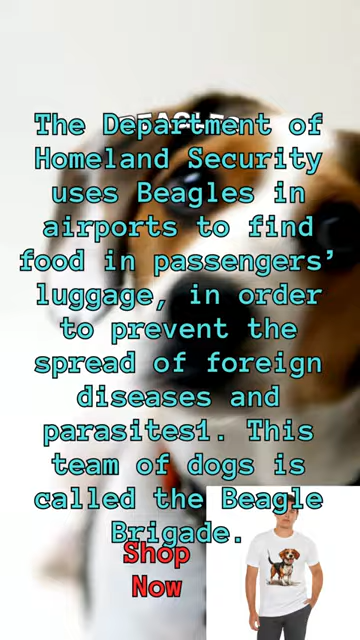 BEAGLES
The Department of
Homeland Security
uses Beagles in
airports to find
food in passengers’
luggage, in order
to prevent the
spread of foreign
diseases and
parasites1. This
team of dogs is
called the Beagle
Brigade.
Shop
Now